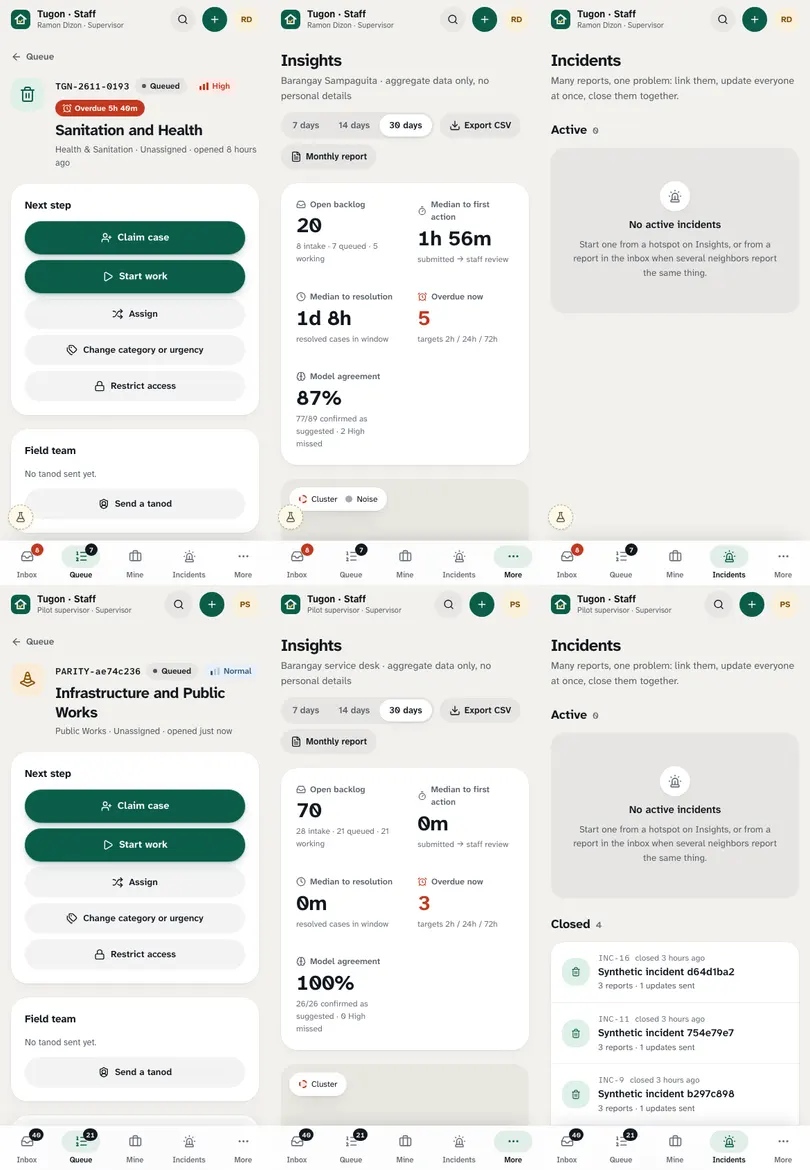 Tugon · Staff
Ramon Dizon · Supervisor
RD
Queue
TGN-2611-0193
Queued
High
Overdue 5h 40m
Sanitation and Health
Health & Sanitation · Unassigned · opened 8 hours
ago
Next step
Claim case
Start work
Assign
Change category or urgency
Restrict access
Field team
No tanod sent yet.
Send a tanod
8
7
Inbox
Queue
Mine
Incidents
More
Tugon · Staff
Ramon Dizon · Supervisor
RD
Insights
Barangay Sampaguita · aggregate data only, no
personal details
7 days
14 days
30 days
Export CSV
Monthly report
Open backlog
20
8 intake · 7 queued · 5
working
Median to first
action
1h 56m
submitted → staff review
Median to resolution
1d 8h
resolved cases in window
Overdue now
5
targets 2h / 24h / 72h
Model agreement
87%
77/89 confirmed as
suggested · 2 High
missed
Cluster
Noise
8
7
Inbox
Queue
Mine
Incidents
More
Tugon · Staff
Ramon Dizon · Supervisor
RD
Incidents
Many reports, one problem: link them, update everyone
at once, close them together.
Active 0
No active incidents
Start one from a hotspot on Insights, or from a
report in the inbox when several neighbors report
the same thing.
8
7
Inbox
Queue
Mine
Incidents
More
Tugon · Staff
Pilot supervisor · Supervisor
PS
Queue
PARITY-ae74c236
Queued
Normal
Infrastructure and Public
Works
Public Works · Unassigned · opened just now
Next step
Claim case
Start work
Assign
Change category or urgency
Restrict access
Field team
No tanod sent yet.
Send a tanod
40
21
Inbox
Queue
Mine
Incidents
More
Tugon · Staff
Pilot supervisor · Supervisor
PS
Insights
Barangay service desk · aggregate data only, no
personal details
7 days
14 days
30 days
Export CSV
Monthly report
Open backlog
70
28 intake · 21 queued · 21
working
Median to first
action
0m
submitted → staff review
Median to resolution
0m
resolved cases in window
Overdue now
3
targets 2h / 24h / 72h
Model agreement
100%
26/26 confirmed as
suggested · 0 High
missed
Cluster
40
21
Inbox
Queue
Mine
Incidents
More
Tugon · Staff
Pilot supervisor · Supervisor
PS
Incidents
Many reports, one problem: link them, update everyone
at once, close them together.
Active 0
No active incidents
Start one from a hotspot on Insights, or from a
report in the inbox when several neighbors report
the same thing.
Closed 4
INC-16 closed 3 hours ago
Synthetic incident d64d1ba2
3 reports · 1 updates sent
INC-11 closed 3 hours ago
Synthetic incident 754e79e7
3 reports · 1 updates sent
INC-9 closed 3 hours ago
Synthetic incident b297c898
3 reports · 1 updates sent
40
21
Inbox
Queue
Mine
Incidents
More